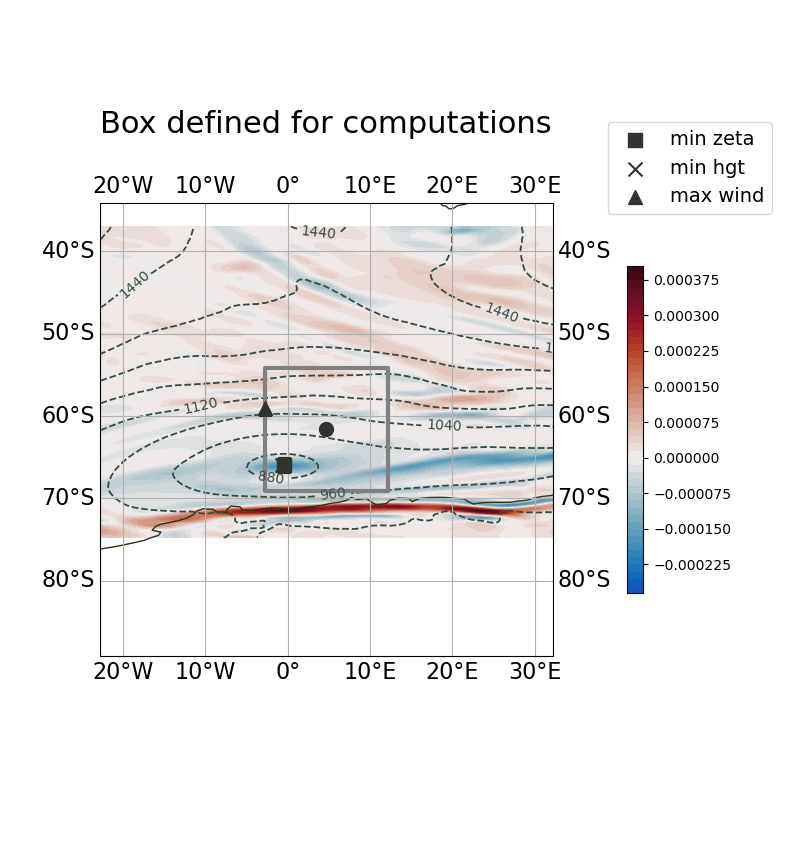 Box defined for computations
min zeta
min hgt
max wind
20°W 10°W 0° 10°E 20°E 30°E
40°S 40°S
50°S 50°S
60°S 60°S
70°S 70°S
80°S 80°S
20°W 10°W 0° 10°E 20°E 30°E
1440
1440
1440
1
1120
1040
880
960
0.000375
0.000300
0.000225
0.000150
0.000075
0.000000
−0.000075
−0.000150
−0.000225